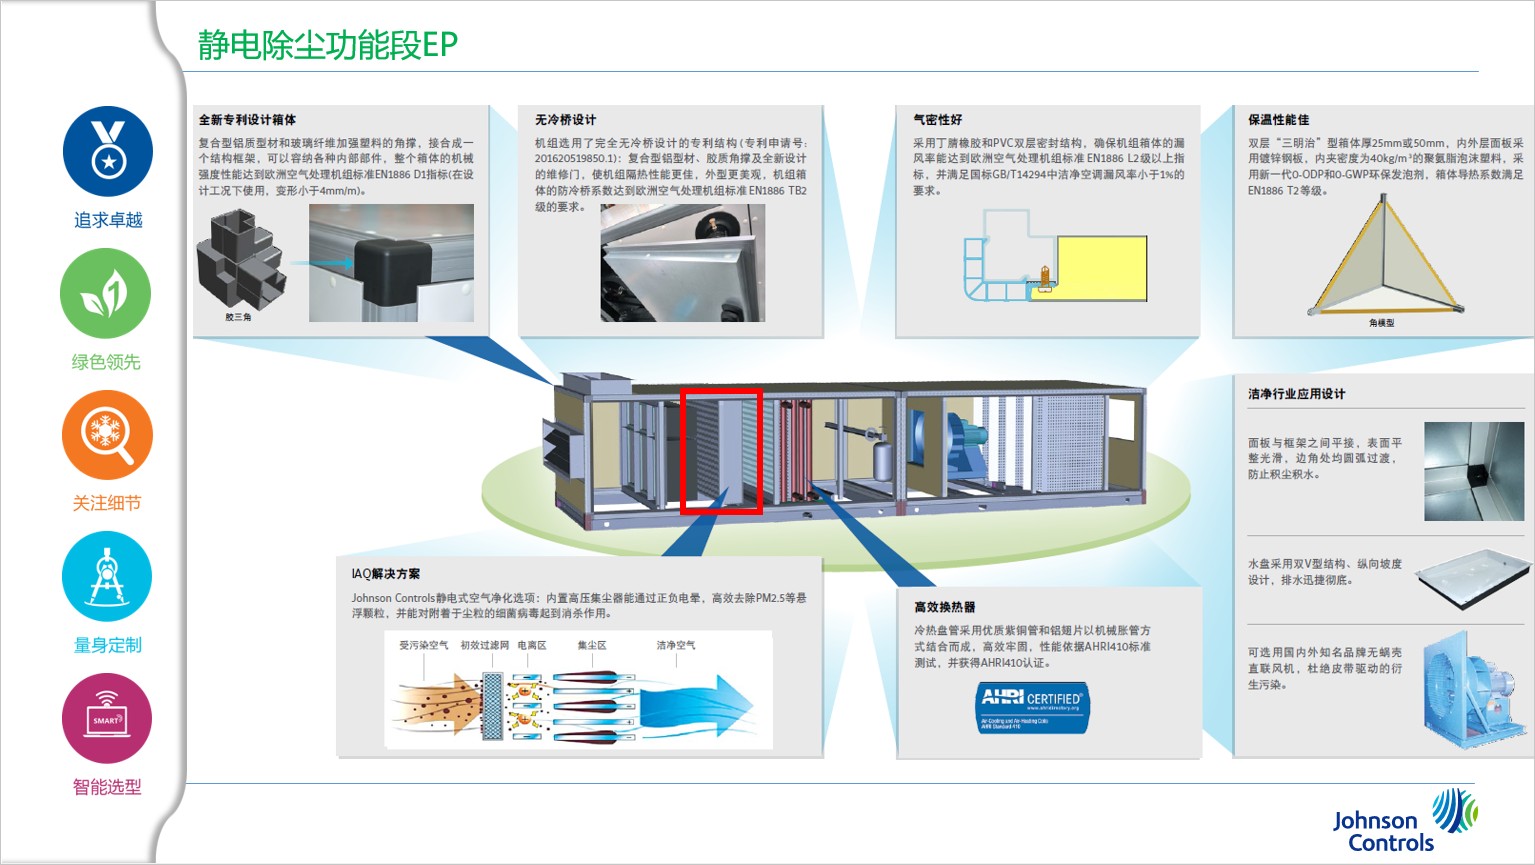 静电除尘功能段EP
追求卓越
绿色领先
关注细节
量身定制
SMART
智能选型
全新专利设计箱体
复合型铝质型材和玻璃纤维加强塑料的角撑，接合成一
个结构框架，可以容纳各种内部部件，整个箱体的机械
强度性能达到欧洲空气处理机组标准EN1886 D1指标(在设
计工况下使用，变形小于4mm/m)。
胶三角
无冷桥设计
机组选用了完全无冷桥设计的专利结构(专利申请号:
201620519850.1)：复合型铝型材、胶质角撑及全新设计
的维修门，使机组隔热性能更佳，外型更美观，机组箱
体的防冷桥系数达到欧洲空气处理机组标准 EN1886 TB2
级的要求。
气密性好
采用丁腈橡胶和PVC双层密封结构，确保机组箱体的漏
风率能达到欧洲空气处理机组标准 EN1886 L2级以上指
标，并满足国标GB/T14294中洁净空调漏风率小于1%的
要求。
保温性能佳
双层“三明治”型箱体厚25mm或50mm，内外层面板采
用镀锌钢板，内夹密度为40kg/m³的聚氨脂泡沫塑料，采
用新一代0-ODP和0-GWP环保发泡剂，箱体导热系数满足
EN1886 T2等级。
角模型
IAQ解决方案
Johnson Controls静电式空气净化选项：内置高压集尘器能通过正负电晕，高效去除PM2.5等悬
浮颗粒，并能对附着于尘粒的细菌病毒起到消杀作用。
受污染空气 初效过滤网 电离区 集尘区 洁净空气
高效换热器
冷热盘管采用优质紫铜管和铝翅片以机械胀管方
式结合而成，高效牢固，性能依据AHRI410标准
测试，并获得AHRI410认证。
AHRI CERTIFIED®
www.ahridirectory.org
Air-Cooling and Air-Heating Coils
AHRI Standard 410
洁净行业应用设计
面板与框架之间平接，表面平
整光滑，边角处均圆弧过渡，
防止积尘积水。
水盘采用双V型结构、纵向坡度
设计，排水迅捷彻底。
可选用国内外知名品牌无蜗壳
直联风机，杜绝皮带驱动的衍
生污染。
Johnson
Controls